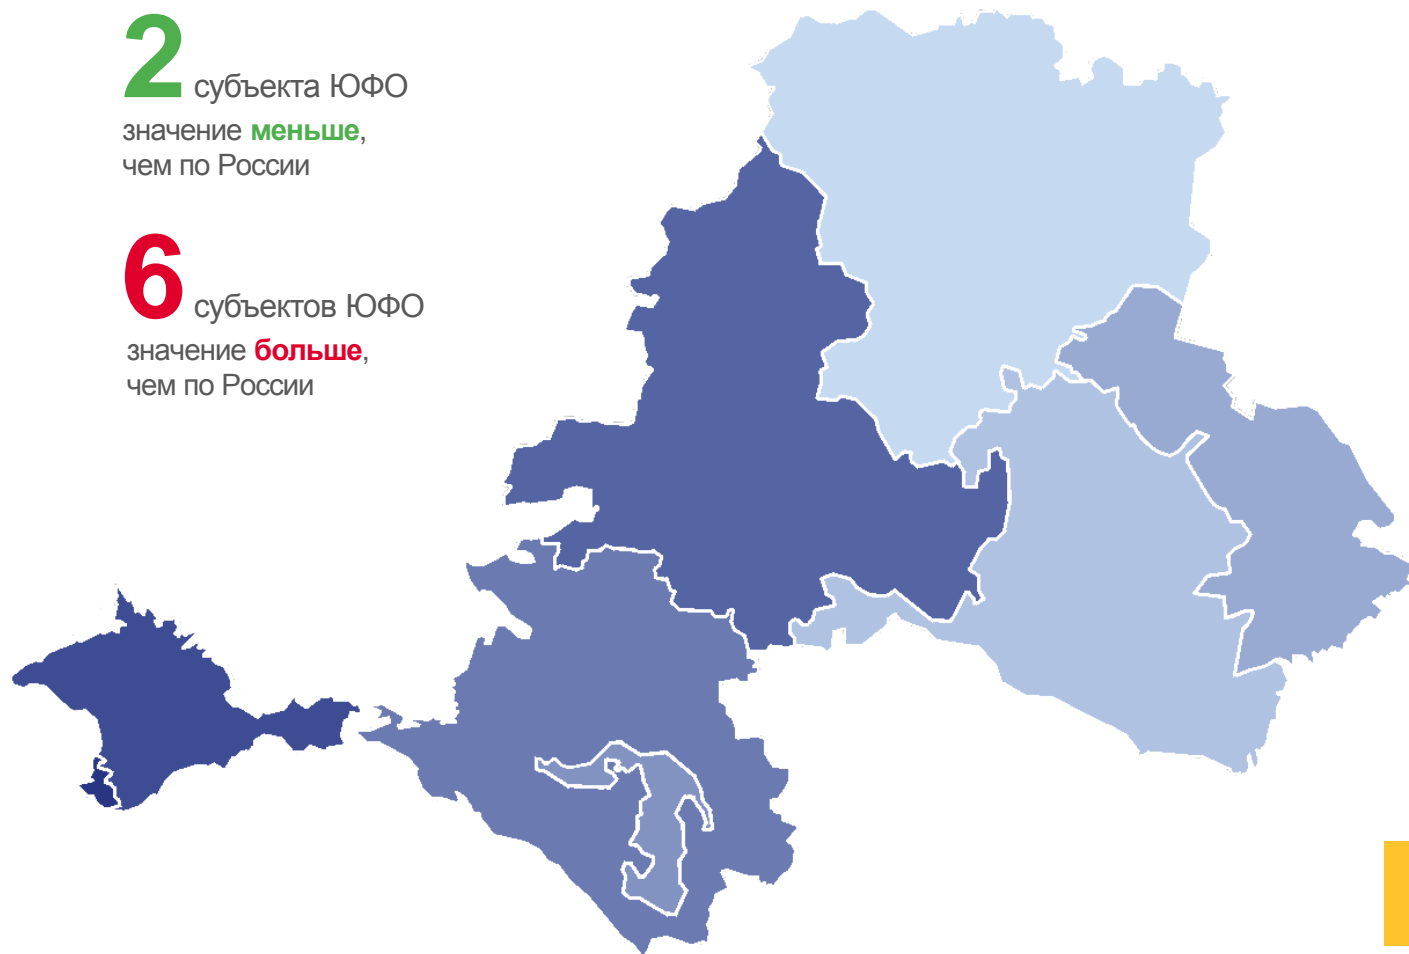 2 субъекта ЮФО
значение меньше,
чем по России
6 субъектов ЮФО
значение больше,
чем по России